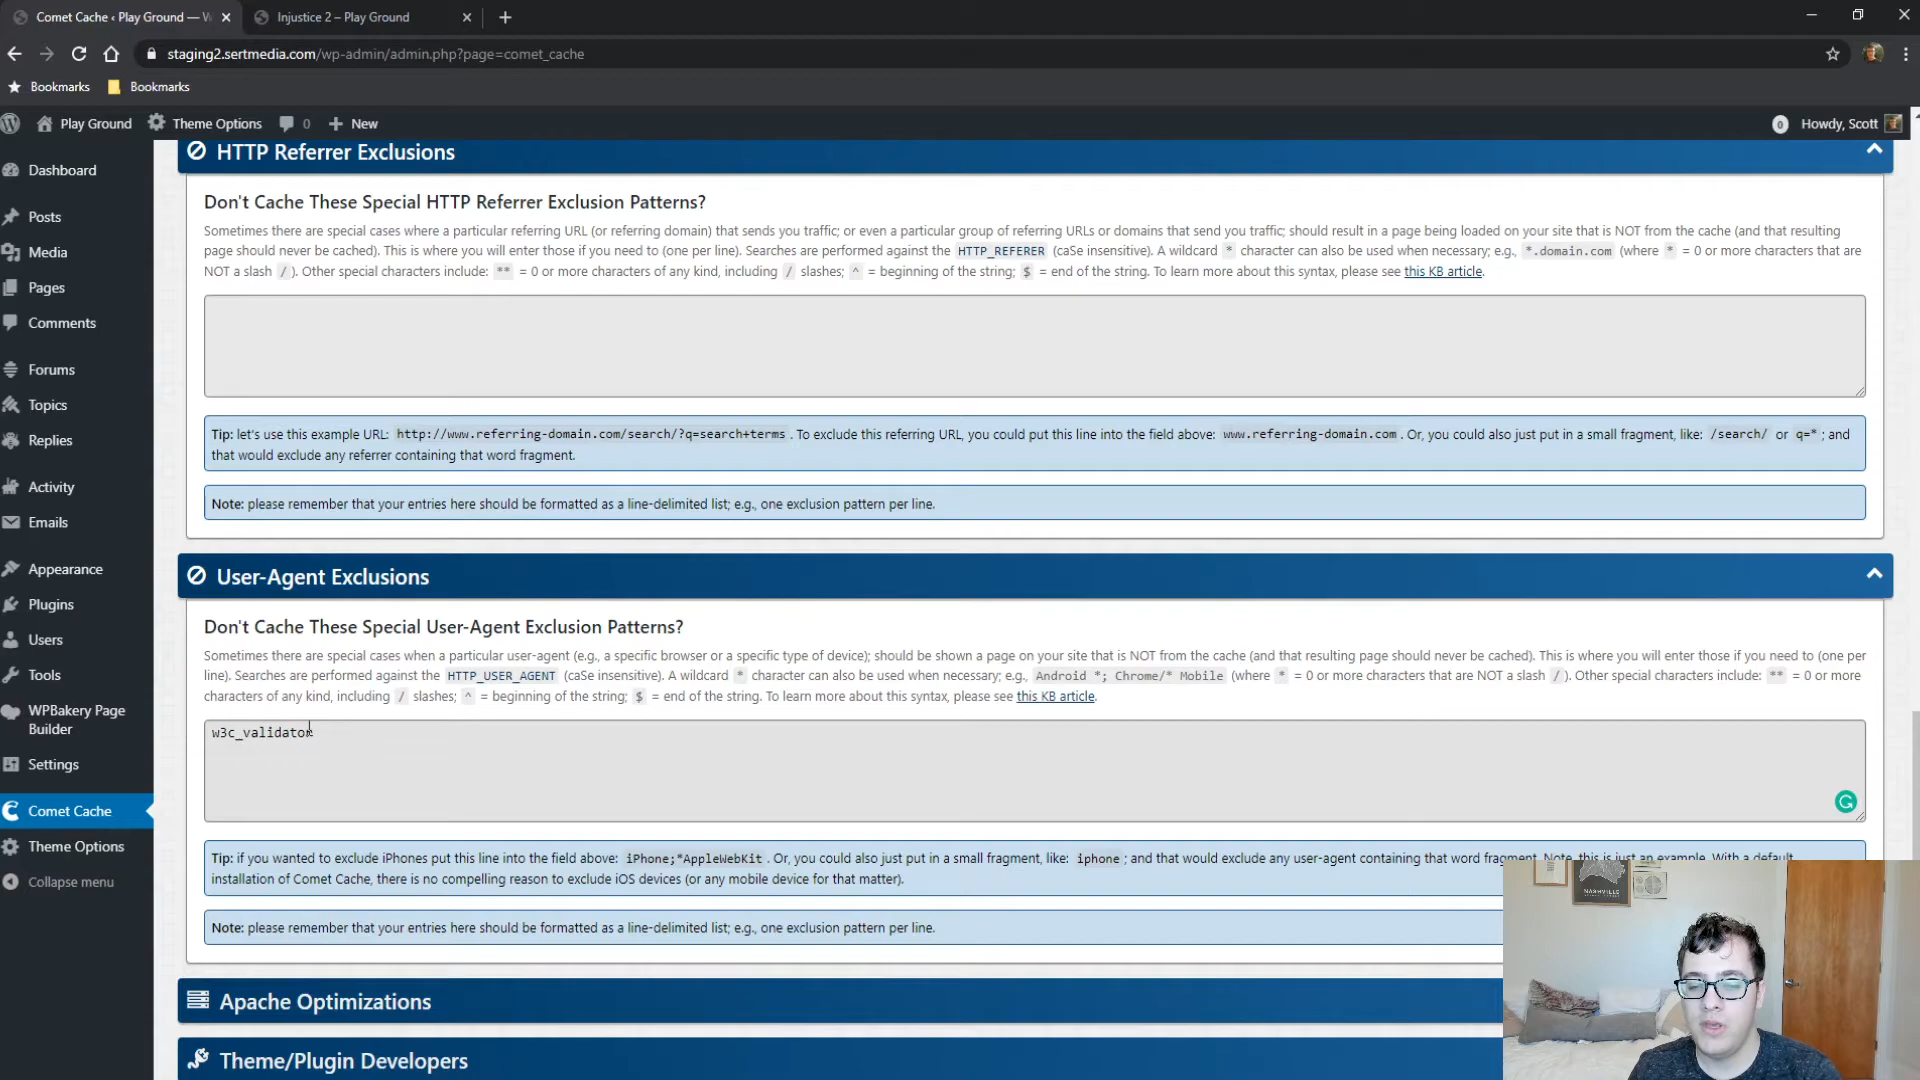 Comet Cache ‹ Play Ground — W
Injustice 2 – Play Ground
staging2.sertmedia.com/wp-admin/admin.php?page=comet_cache
Bookmarks
Bookmarks
Play Ground
Theme Options
0
New
0
Howdy, Scott
Dashboard
Posts
Media
Pages
Comments
Forums
Topics
Replies
Activity
Emails
Appearance
Plugins
Users
Tools
WPBakery Page
Builder
Settings
Comet Cache
Theme Options
Collapse menu
HTTP Referrer Exclusions
Don't Cache These Special HTTP Referrer Exclusion Patterns?
Sometimes there are special cases where a particular referring URL (or referring domain) that sends you traffic; or even a particular group of referring URLs or domains that send you traffic; should result in a page being loaded on your site that is NOT from the cache (and that resulting
page should never be cached). This is where you will enter those if you need to (one per line). Searches are performed against the HTTP_REFERER (caSe insensitive). A wildcard * character can also be used when necessary; e.g., *.domain.com (where * = 0 or more characters that are
NOT a slash / ). Other special characters include: ** = 0 or more characters of any kind, including / slashes; ^ = beginning of the string; $ = end of the string. To learn more about this syntax, please see this KB article.
Tip: let's use this example URL: http://www.referring-domain.com/search/?q=search+terms . To exclude this referring URL, you could put this line into the field above: www.referring-domain.com . Or, you could also just put in a small fragment, like: /search/ or q=* ; and
that would exclude any referrer containing that word fragment.
Note: please remember that your entries here should be formatted as a line-delimited list; e.g., one exclusion pattern per line.
User-Agent Exclusions
Don't Cache These Special User-Agent Exclusion Patterns?
Sometimes there are special cases when a particular user-agent (e.g., a specific browser or a specific type of device); should be shown a page on your site that is NOT from the cache (and that resulting page should never be cached). This is where you will enter those if you need to (one per
line). Searches are performed against the HTTP_USER_AGENT (caSe insensitive). A wildcard * character can also be used when necessary; e.g., Android *; Chrome/* Mobile (where * = 0 or more characters that are NOT a slash / ). Other special characters include: ** = 0 or more
characters of any kind, including / slashes; ^ = beginning of the string; $ = end of the string. To learn more about this syntax, please see this KB article.
w3c_validator
Tip: if you wanted to exclude iPhones put this line into the field above: iPhone;*AppleWebKit . Or, you could also just put in a small fragment, like: iphone ; and that would exclude any user-agent containing that word fragment. Note, this is just an example. With a default
installation of Comet Cache, there is no compelling reason to exclude iOS devices (or any mobile device for that matter).
Note: please remember that your entries here should be formatted as a line-delimited list; e.g., one exclusion pattern per line.
Apache Optimizations
Theme/Plugin Developers
NASHVILLE